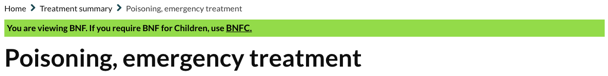 Home > Treatment summary > Poisoning, emergency treatment
You are viewing BNF. If you require BNF for Children, use BNFC.
Poisoning, emergency treatment